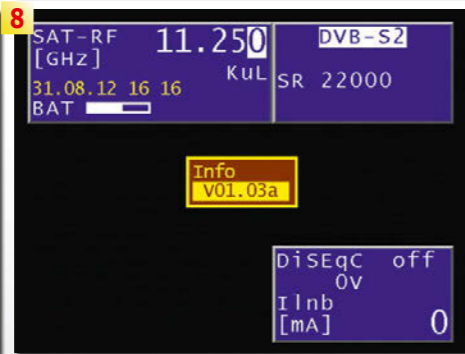 8
SAT-RF 11.250
[GHz]
KuL
31.08.12 16 16
BAT
DVB-S2
SR 22000
Info
V01.03a
DiSEqC off
0V
Ilnb
[mA] 0